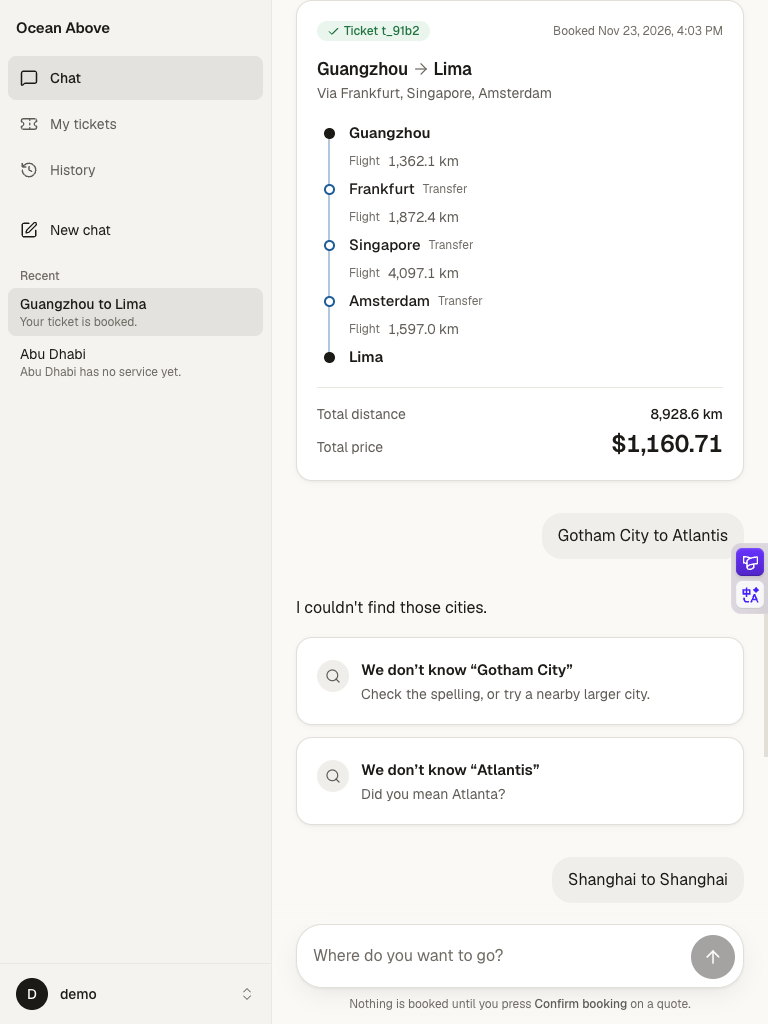 Ocean Above
Chat
My tickets
History
New chat
Recent
Guangzhou to Lima
Your ticket is booked.
Abu Dhabi
Abu Dhabi has no service yet.
D demo
Ticket t_91b2 Booked Nov 23, 2026, 4:03 PM
Guangzhou → Lima
Via Frankfurt, Singapore, Amsterdam
Guangzhou
Flight 1,362.1 km
Frankfurt Transfer
Flight 1,872.4 km
Singapore Transfer
Flight 4,097.1 km
Amsterdam Transfer
Flight 1,597.0 km
Lima
Total distance 8,928.6 km
Total price $1,160.71
Gotham City to Atlantis
I couldn't find those cities.
We don’t know “Gotham City”
Check the spelling, or try a nearby larger city.
We don’t know “Atlantis”
Did you mean Atlanta?
Shanghai to Shanghai
Where do you want to go?
Nothing is booked until you press Confirm booking on a quote.
中A